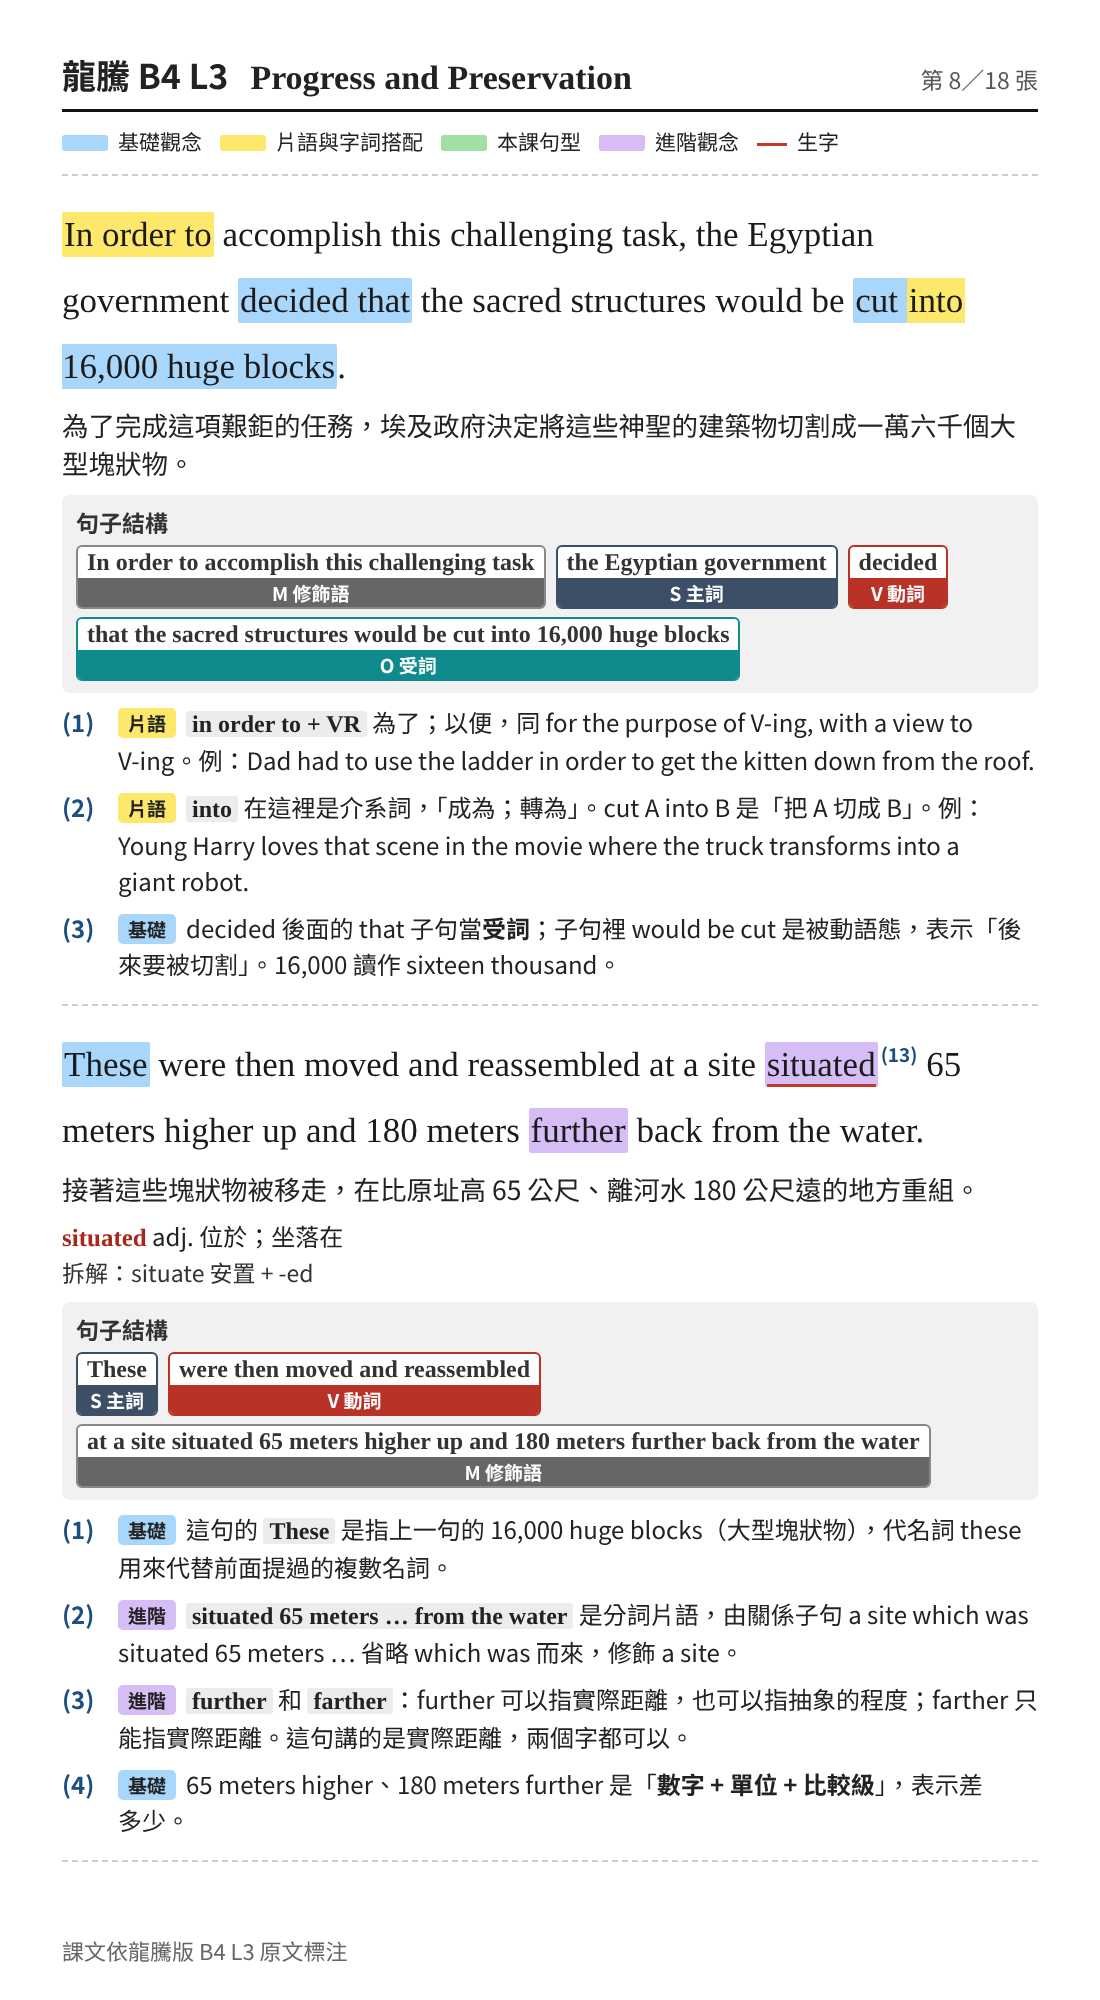 龍騰 B4 L3 Progress and Preservation 第 8／18 張
基礎觀念 片語與字詞搭配 本課句型 進階觀念 生字
In order to accomplish this challenging task, the Egyptian
government decided that the sacred structures would be cut into
16,000 huge blocks.
為了完成這項艱鉅的任務，埃及政府決定將這些神聖的建築物切割成一萬六千個大
型塊狀物。
句子結構
In order to accomplish this challenging task the Egyptian government decided
M 修飾語 S 主詞 V 動詞
that the sacred structures would be cut into 16,000 huge blocks
O 受詞
(1) 片語 in order to + VR 為了；以便，同 for the purpose of V-ing, with a view to
V-ing。例：Dad had to use the ladder in order to get the kitten down from the roof.
(2) 片語 into 在這裡是介系詞，「成為；轉為」。cut A into B 是「把 A 切成 B」。例：
Young Harry loves that scene in the movie where the truck transforms into a
giant robot.
(3) 基礎 decided 後面的 that 子句當受詞；子句裡 would be cut 是被動語態，表示「後
來要被切割」。16,000 讀作 sixteen thousand。
These were then moved and reassembled at a site situated(13) 65
meters higher up and 180 meters further back from the water.
接著這些塊狀物被移走，在比原址高 65 公尺、離河水 180 公尺遠的地方重組。
situated adj. 位於；坐落在
拆解：situate 安置 + -ed
句子結構
These were then moved and reassembled
S 主詞 V 動詞
at a site situated 65 meters higher up and 180 meters further back from the water
M 修飾語
(1) 基礎 這句的 These 是指上一句的 16,000 huge blocks（大型塊狀物），代名詞 these
用來代替前面提過的複數名詞。
(2) 進階 situated 65 meters … from the water 是分詞片語，由關係子句 a site which was
situated 65 meters … 省略 which was 而來，修飾 a site。
(3) 進階 further 和 farther：further 可以指實際距離，也可以指抽象的程度；farther 只
能指實際距離。這句講的是實際距離，兩個字都可以。
(4) 基礎 65 meters higher、180 meters further 是「數字 + 單位 + 比較級」，表示差
多少。
課文依龍騰版 B4 L3 原文標注